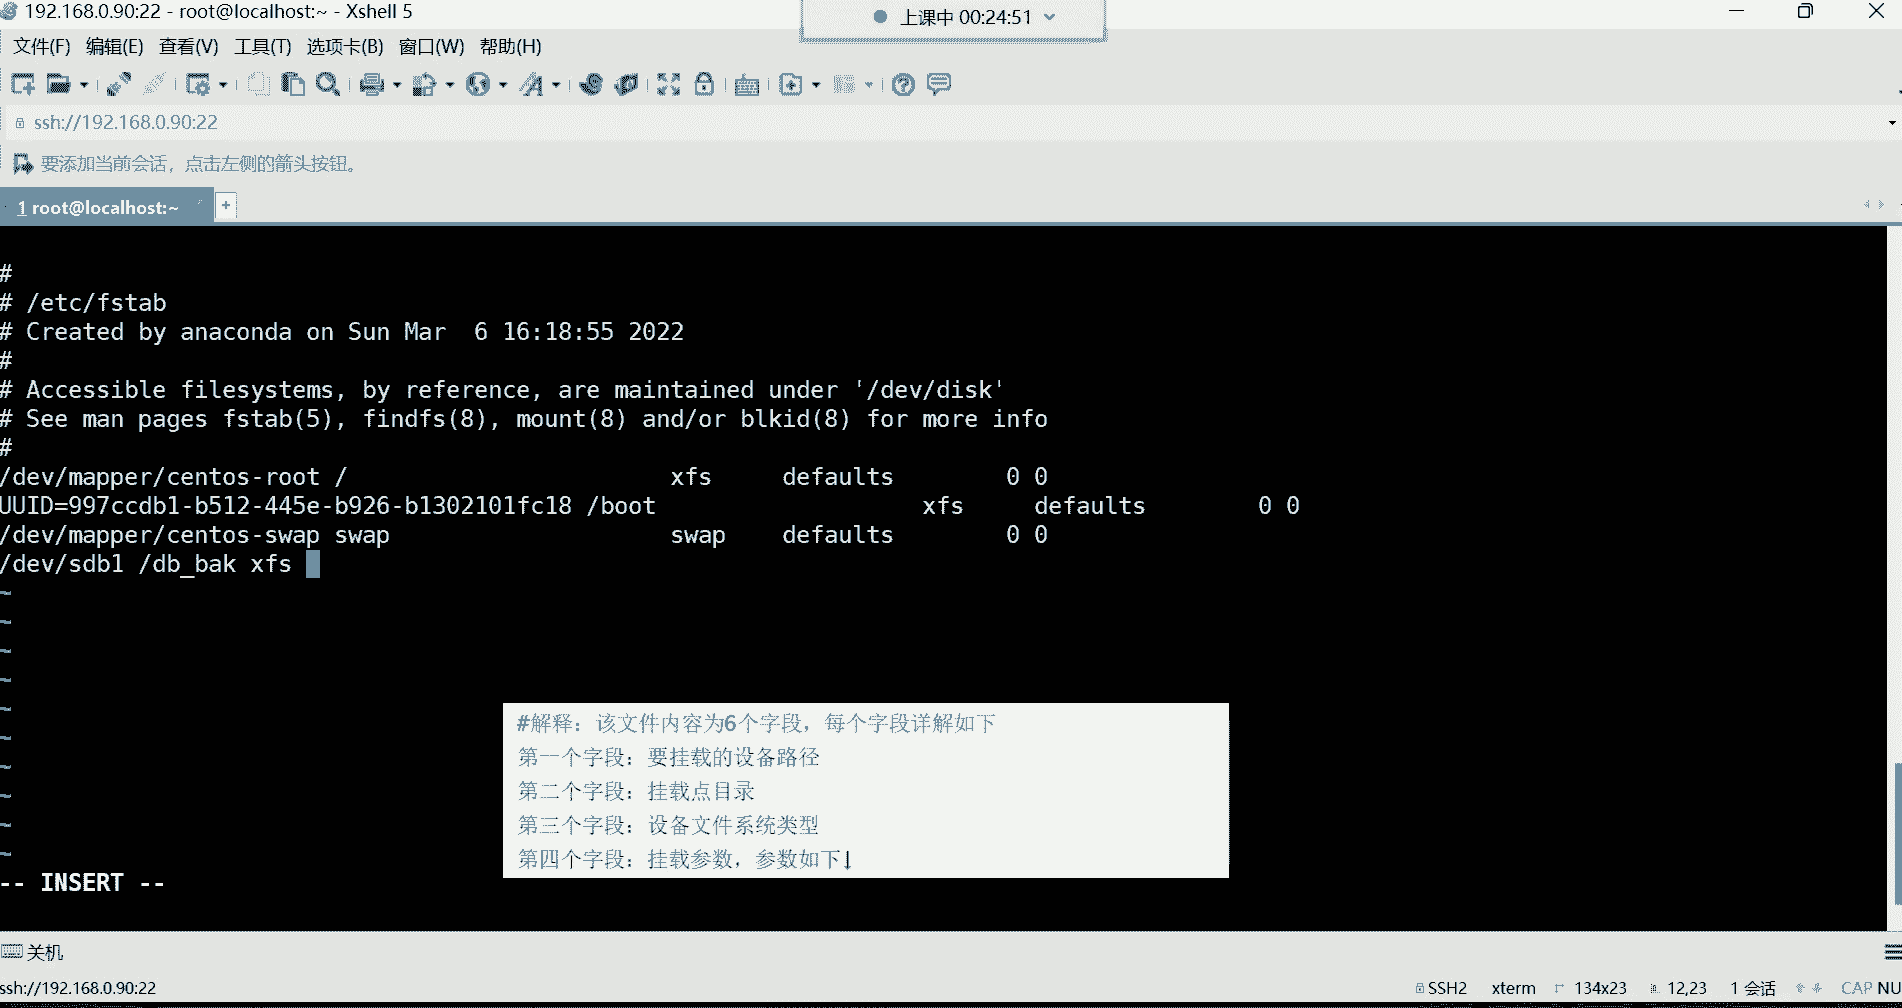 192.168.0.90:22 - root@localhost:~ - Xshell 5
上课中 00:24:51
文件(F) 编辑(E) 查看(V) 工具(T) 选项卡(B) 窗口(W) 帮助(H)
ssh://192.168.0.90:22
要添加当前会话，点击左侧的箭头按钮。
1 root@localhost:~
#
# /etc/fstab
# Created by anaconda on Sun Mar  6 16:18:55 2022
#
# Accessible filesystems, by reference, are maintained under '/dev/disk'
# See man pages fstab(5), findfs(8), mount(8) and/or blkid(8) for more info
#
/dev/mapper/centos-root /                       xfs     defaults        0 0
UUID=997ccdb1-b512-445e-b926-b1302101fc18 /boot                   xfs     defaults        0 0
/dev/mapper/centos-swap swap                    swap    defaults        0 0
/dev/sdb1 /db_bak xfs
~
~
~
~
~
~
~
~
~
~
#解释：该文件内容为6个字段，每个字段详解如下
第一个字段：要挂载的设备路径
第二个字段：挂载点目录
第三个字段：设备文件系统类型
第四个字段：挂载参数，参数如下↓
-- INSERT --
关机
ssh://192.168.0.90:22
SSH2 xterm 134x23 12,23 1 会话 CAP NU